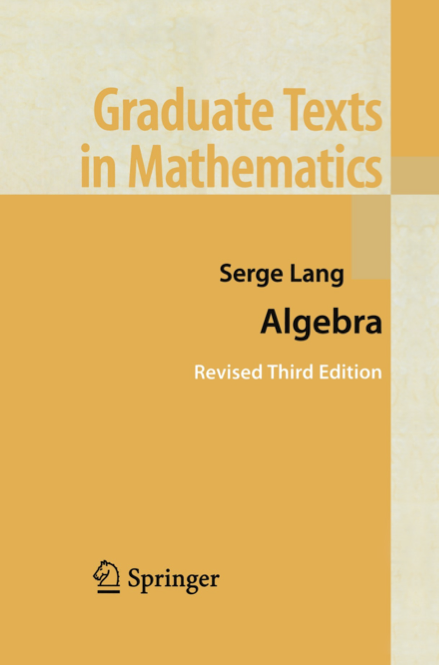 Graduate Texts
in Mathematics
Serge Lang
Algebra
Revised Third Edition
Springer